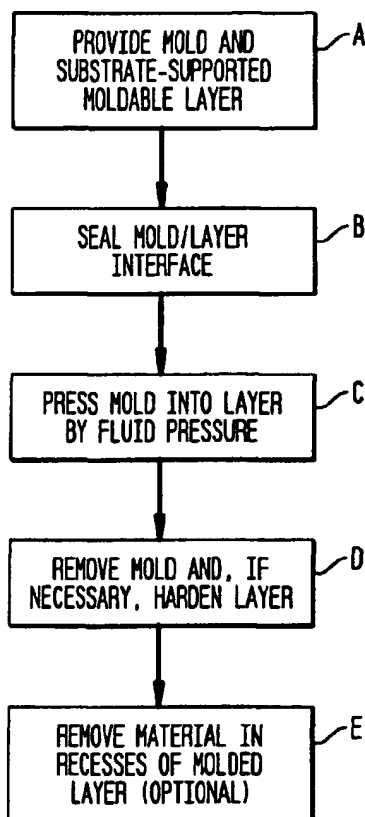 PROVIDE MOLD AND
SUBSTRATE-SUPPORTED
MOLDABLE LAYER
A
SEAL MOLD/LAYER
INTERFACE
B
PRESS MOLD INTO LAYER
BY FLUID PRESSURE
C
REMOVE MOLD AND, IF
NECESSARY, HARDEN LAYER
D
REMOVE MATERIAL IN
RECESSES OF MOLDED
LAYER (OPTIONAL)
E